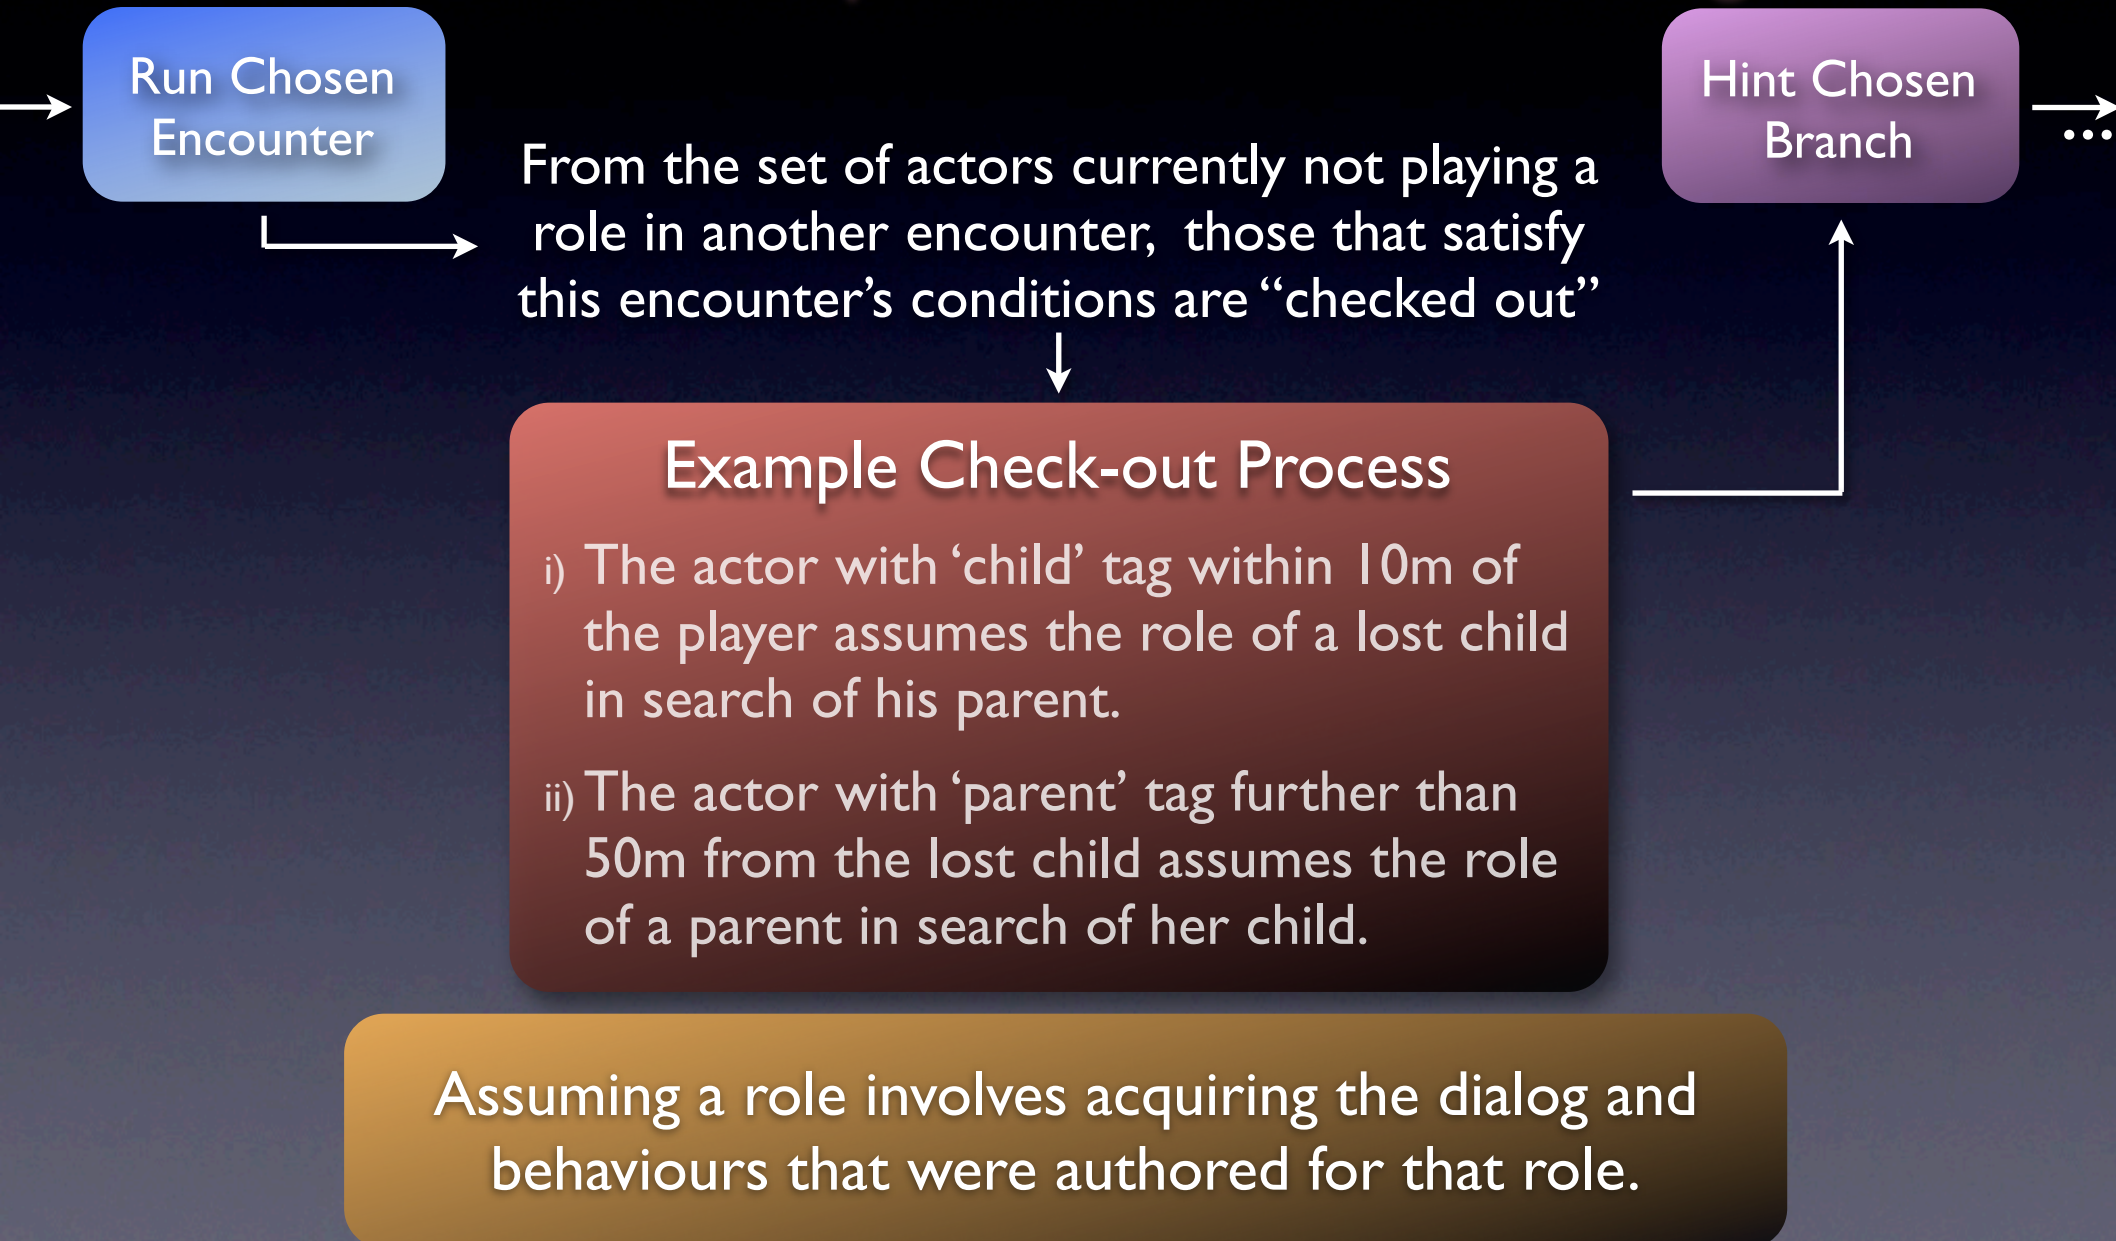 Run Chosen
Encounter
Hint Chosen
Branch
...
From the set of actors currently not playing a
role in another encounter, those that satisfy
this encounter’s conditions are “checked out”
Example Check-out Process
i) The actor with ‘child’ tag within 10m of
the player assumes the role of a lost child
in search of his parent.
ii) The actor with ‘parent’ tag further than
50m from the lost child assumes the role
of a parent in search of her child.
Assuming a role involves acquiring the dialog and
behaviours that were authored for that role.